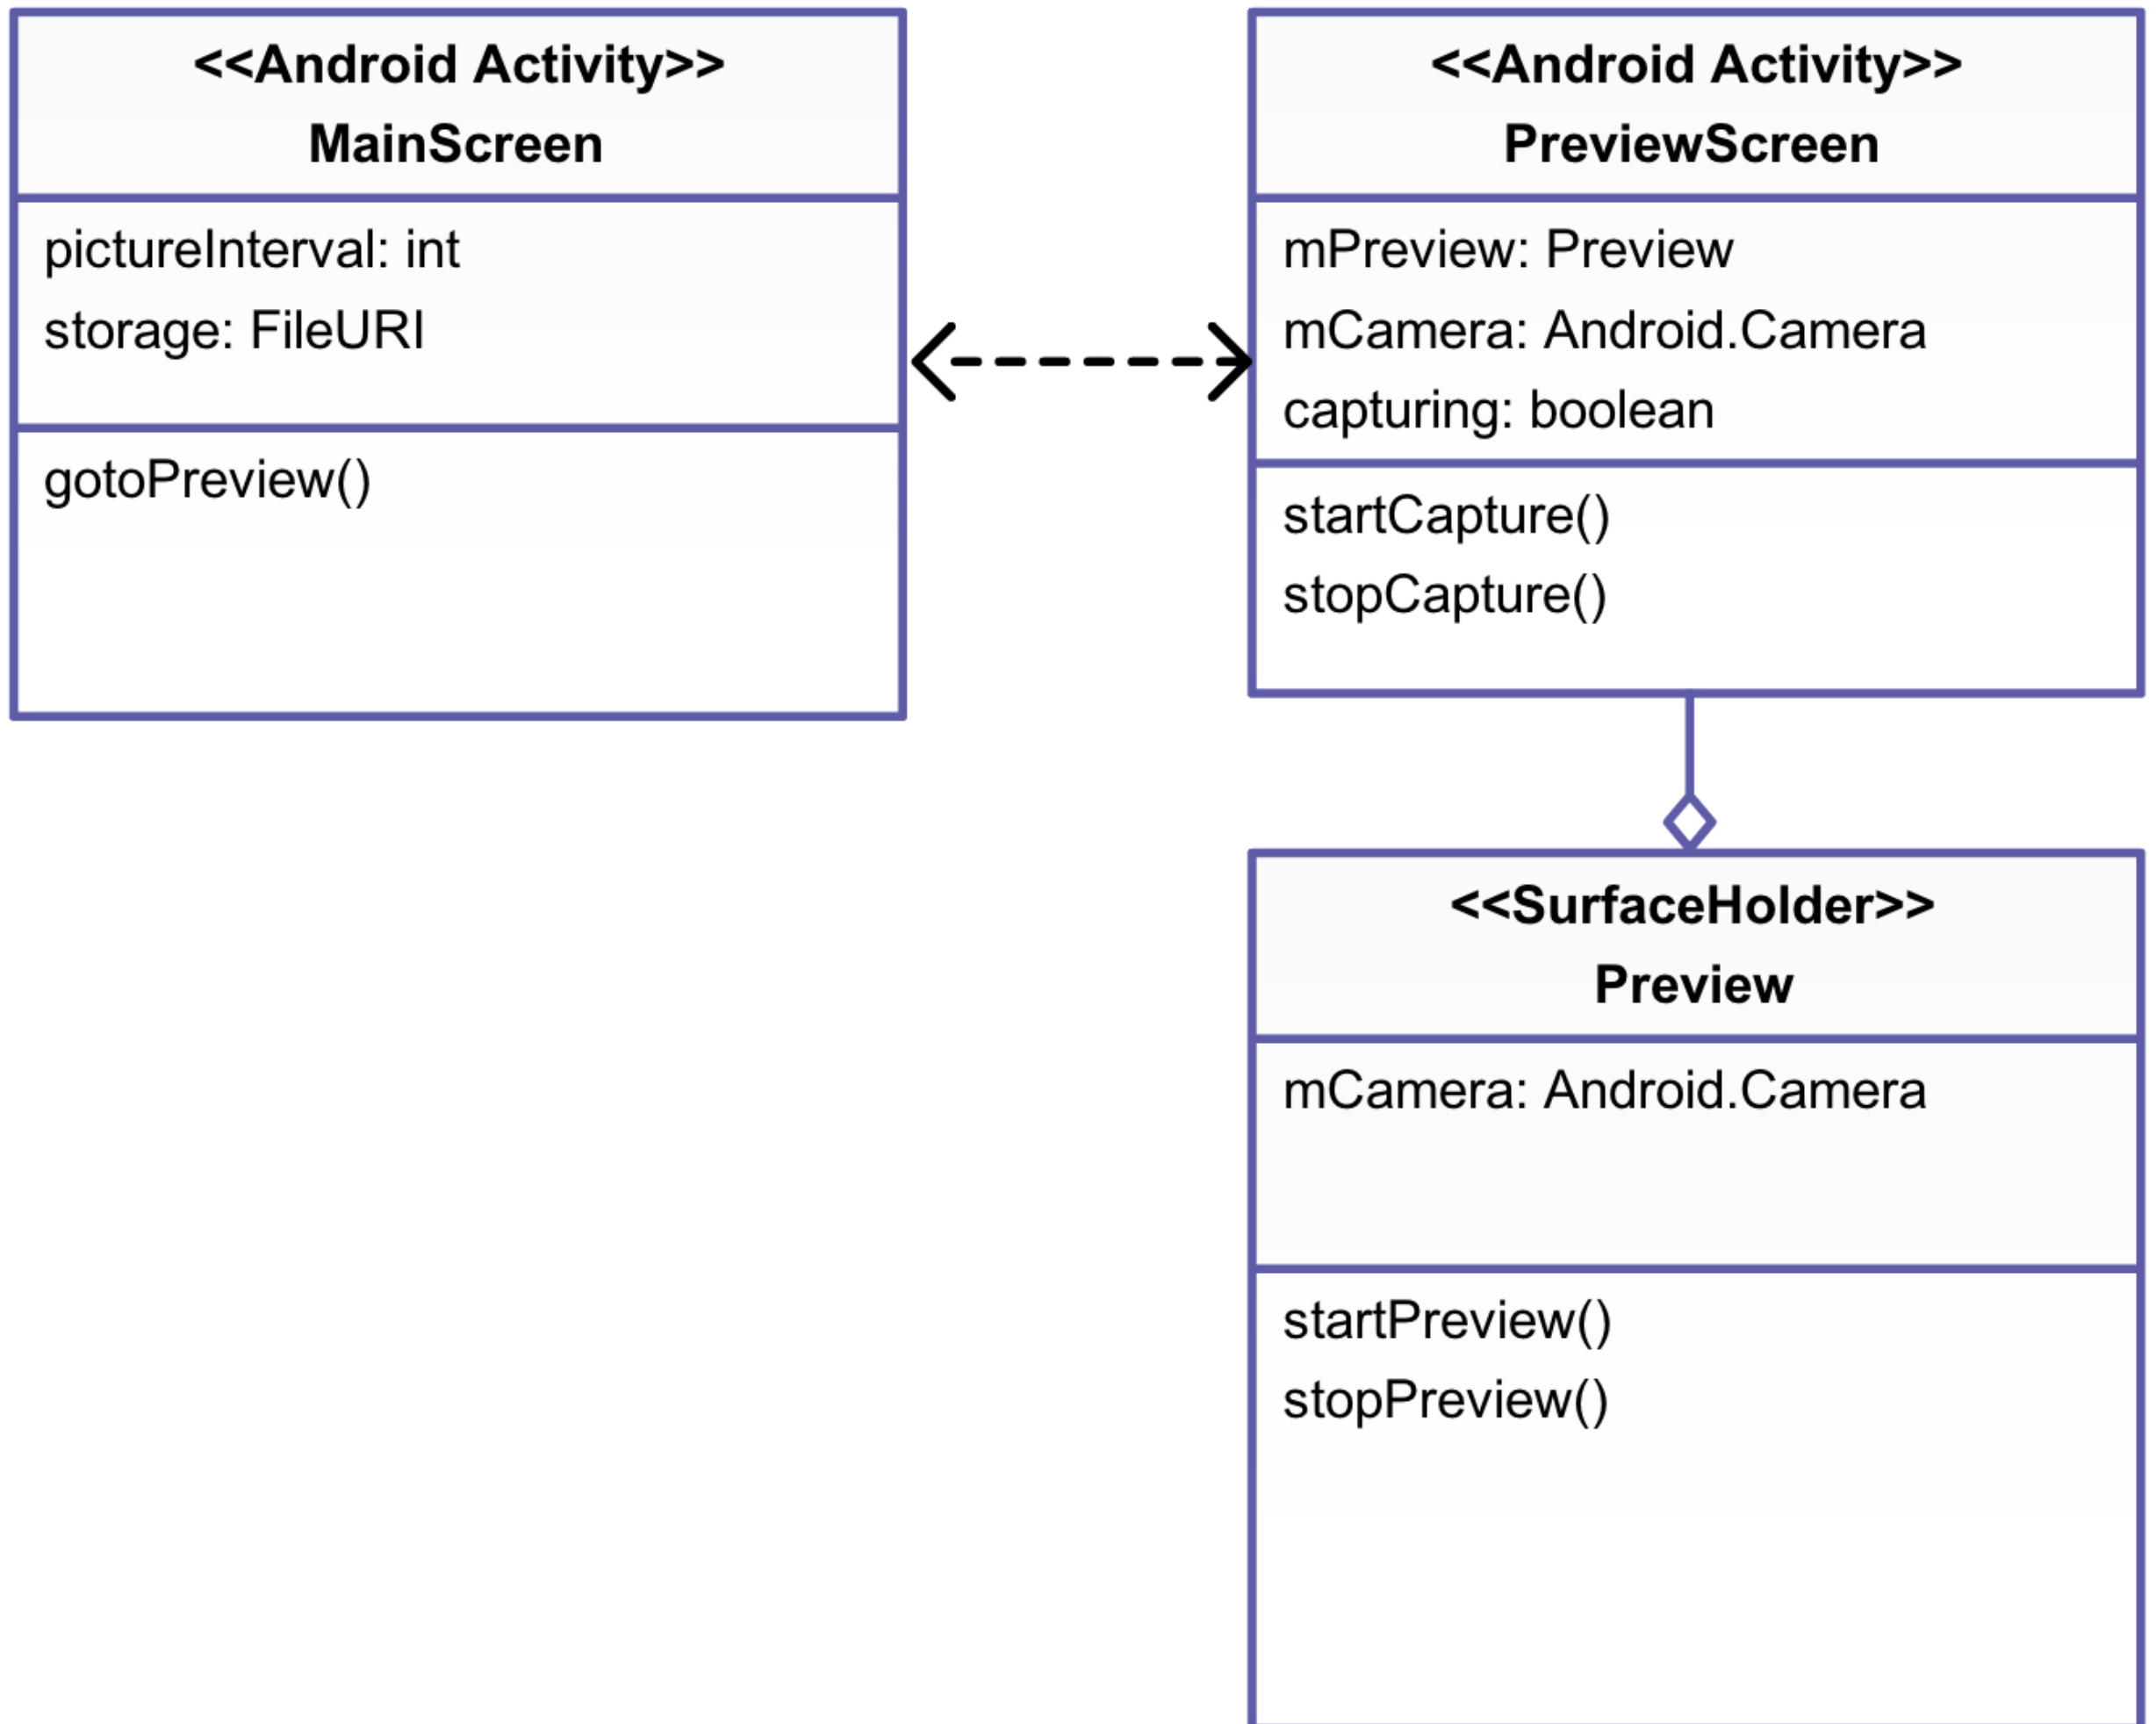 <<Android Activity>>
MainScreen
pictureInterval: int
storage: FileURI
gotoPreview()
<<Android Activity>>
PreviewScreen
mPreview: Preview
mCamera: Android.Camera
capturing: boolean
startCapture()
stopCapture()
<<SurfaceHolder>>
Preview
mCamera: Android.Camera
startPreview()
stopPreview()